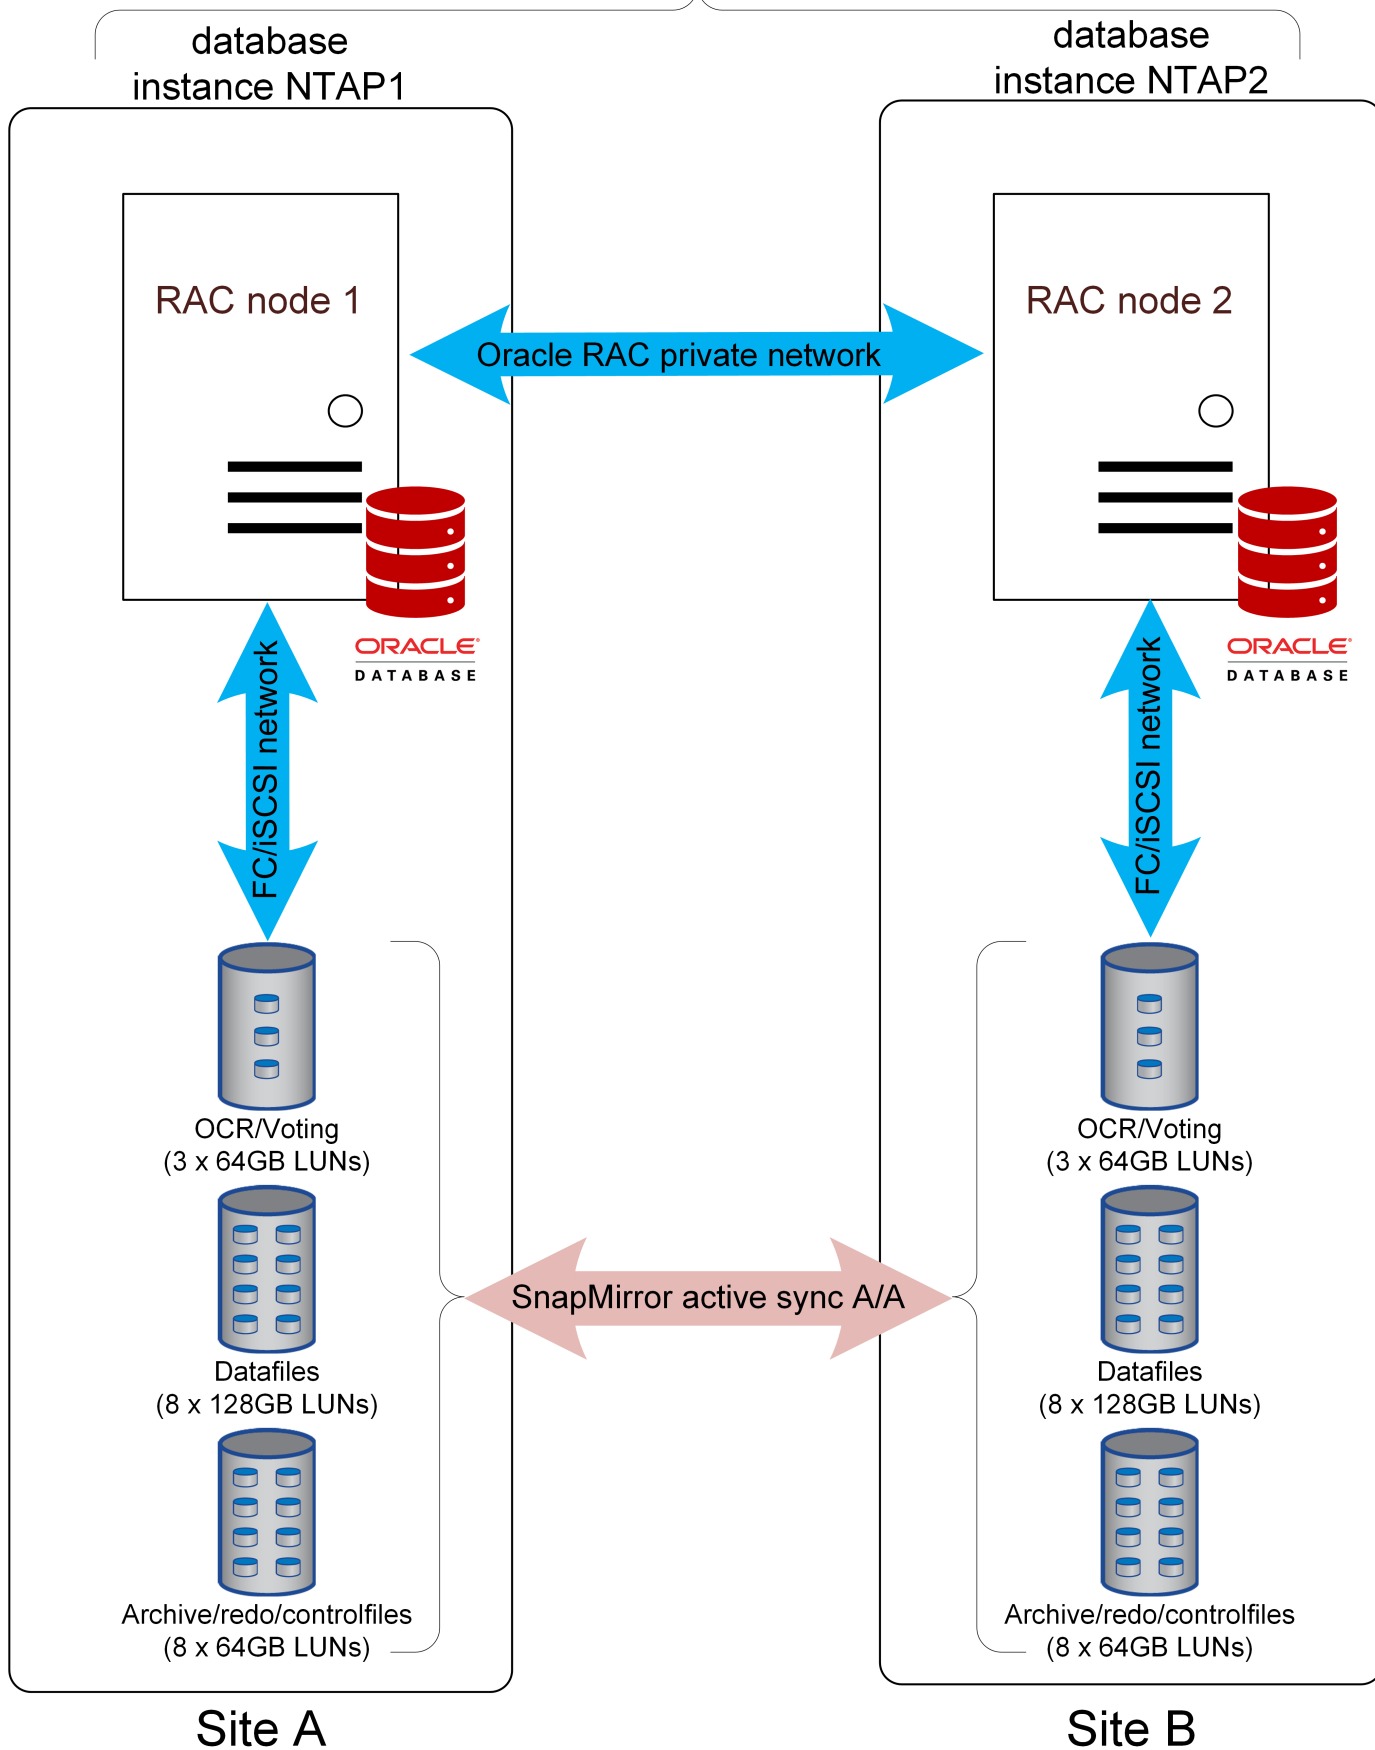 database
instance NTAP1
database
instance NTAP2
RAC node 1
RAC node 2
Oracle RAC private network
ORACLE®
DATABASE
ORACLE®
DATABASE
FC/iSCSI network
FC/iSCSI network
OCR/Voting
(3 x 64GB LUNs)
OCR/Voting
(3 x 64GB LUNs)
SnapMirror active sync A/A
Datafiles
(8 x 128GB LUNs)
Datafiles
(8 x 128GB LUNs)
Archive/redo/controlfiles
(8 x 64GB LUNs)
Archive/redo/controlfiles
(8 x 64GB LUNs)
Site A
Site B